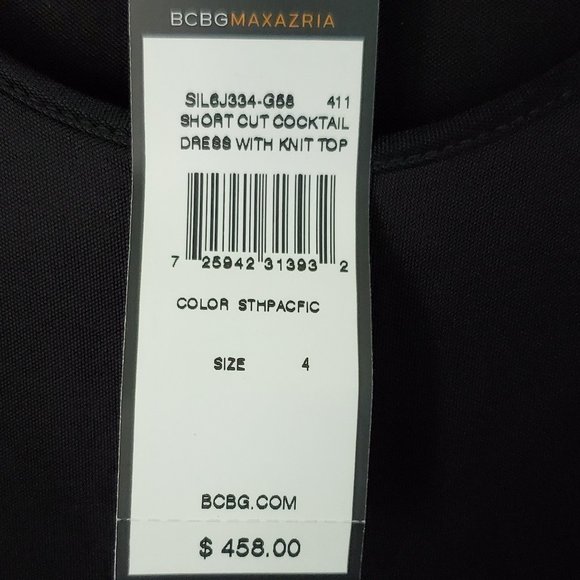 BCBGMAXAZRIA
SIL6J334-G58 411
SHORT CUT COCKTAIL
DRESS WITH KNIT TOP
7 25942 31393 2
COLOR STHPACFIC
SIZE 4
BCBG.COM
$ 458.00